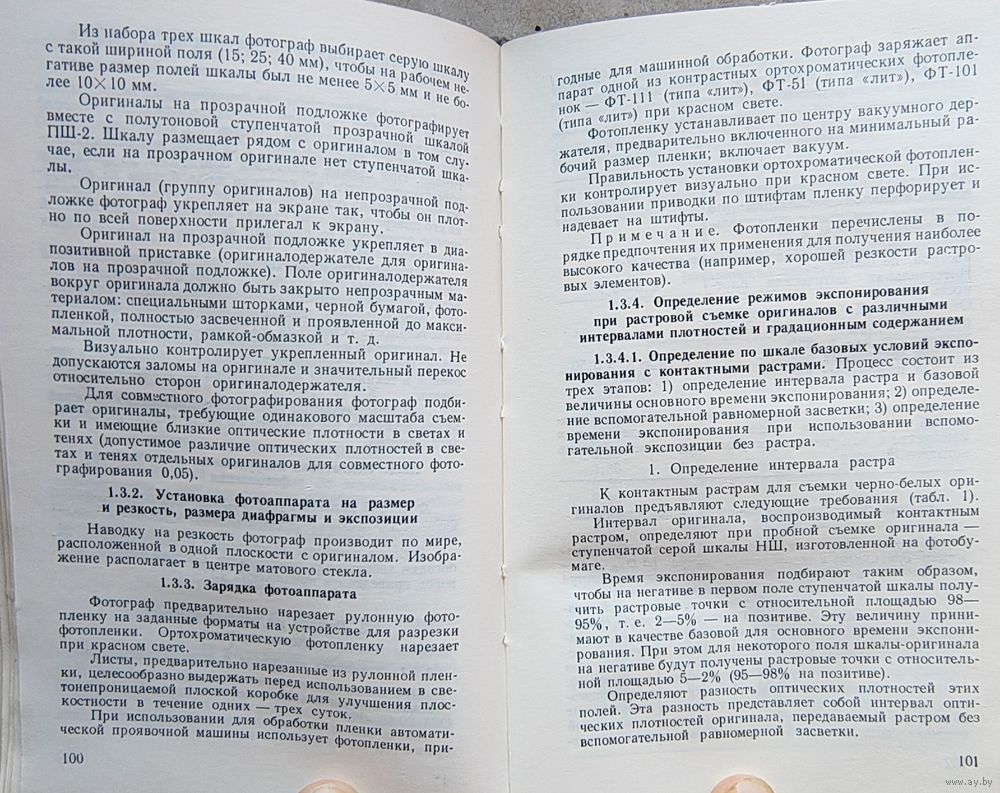 Из набора трех шкал фотограф выбирает серую шкалу
с такой шириной поля (15; 25; 40 мм), чтобы на рабочем не-
гативе размер полей шкалы был не менее 5×5 мм и не бо-
лее 10×10 мм.
Оригиналы на прозрачной подложке фотографирует
вместе с полутоновой ступенчатой прозрачной шкалой
ПШ-2. Шкалу размещает рядом с оригиналом в том слу-
чае, если на прозрачном оригинале нет ступенчатой шка-
лы.
Оригинал (группу оригиналов) на непрозрачной под-
ложке фотограф укрепляет на экране так, чтобы он плот-
но по всей поверхности прилегал к экрану.
Оригинал на прозрачной подложке укрепляет в диа-
позитивной приставке (оригиналодержателе для оригина-
лов на прозрачной подложке). Поле оригиналодержателя
вокруг оригинала должно быть закрыто непрозрачным ма-
териалом: специальными шторками, черной бумагой, фото-
пленкой, полностью засвеченной и проявленной до макси-
мальной плотности, рамкой-обмазкой и т. д.
Визуально контролирует укрепленный оригинал. Не
допускаются заломы на оригинале и значительный перекос
относительно сторон оригиналодержателя.
Для совместного фотографирования фотограф подби-
рает оригиналы, требующие одинакового масштаба съем-
ки и имеющие близкие оптические плотности в светах и
тенях (допустимое различие оптических плотностей в све-
тах и тенях отдельных оригиналов для совместного фото-
графирования 0,05).
1.3.2. Установка фотоаппарата на размер
и резкость, размера диафрагмы и экспозиции
Наводку на резкость фотограф производит по мире,
расположенной в одной плоскости с оригиналом. Изобра-
жение располагает в центре матового стекла.
1.3.3. Зарядка фотоаппарата
Фотограф предварительно нарезает рулонную фото-
пленку на заданные форматы на устройстве для разрезки
фотопленки. Ортохроматическую фотопленку нарезает
при красном свете.
Листы, предварительно нарезанные из рулонной плен-
ки, целесообразно выдержать перед использованием в све-
тонепроницаемой плоской коробке для улучшения плос-
костности в течение одних — трех суток.
При использовании для обработки пленки автомати-
ческой проявочной машины использует фотопленки, при-
100
годные для машинной обработки. Фотограф заряжает ап-
парат одной из контрастных ортохроматических фотопле-
нок — ФТ-111 (типа «лит»), ФТ-51 (типа «лит»), ФТ-101
(типа «лит») при красном свете.
Фотопленку устанавливает по центру вакуумного дер-
жателя, предварительно включенного на минимальный ра-
бочий размер пленки; включает вакуум.
Правильность установки ортохроматической фотоплен-
ки контролирует визуально при красном свете. При ис-
пользовании приводки по штифтам пленку перфорирует и
надевает на штифты.
Примечание. Фотопленки перечислены в по-
рядке предпочтения их применения для получения наиболее
высокого качества (например, хорошей резкости растро-
вых элементов).
1.3.4. Определение режимов экспонирования
при растровой съемке оригиналов с различными
интервалами плотностей и градационным содержанием
1.3.4.1. Определение по шкале базовых условий экспо-
нирования с контактными растрами. Процесс состоит из
трех этапов: 1) определение интервала растра и базовой
величины основного времени экспонирования; 2) определе-
ние вспомогательной равномерной засветки; 3) определение
времени экспонирования при использовании вспомо-
гательной экспозиции без растра.
1. Определение интервала растра
К контактным растрам для съемки черно-белых ори-
гиналов предъявляют следующие требования (табл. 1).
Интервал оригинала, воспроизводимый контактным
растром, определяют при пробной съемке оригинала —
ступенчатой серой шкалы НШ, изготовленной на фотобу-
маге.
Время экспонирования подбирают таким образом,
чтобы на негативе в первом поле ступенчатой шкалы полу-
чить растровые точки с относительной площадью 98—
95%, т. е. 2—5% — на позитиве. Эту величину прини-
мают в качестве базовой для основного времени экспони-
рования. При этом для некоторого поля шкалы-оригинала
на негативе будут получены растровые точки с относитель-
ной площадью 5—2% (95—98% на позитиве).
Определяют разность оптических плотностей этих
полей. Эта разность представляет собой интервал опти-
ческих плотностей оригинала, передаваемый растром без
вспомогательной равномерной засветки.
101
www.ay.by